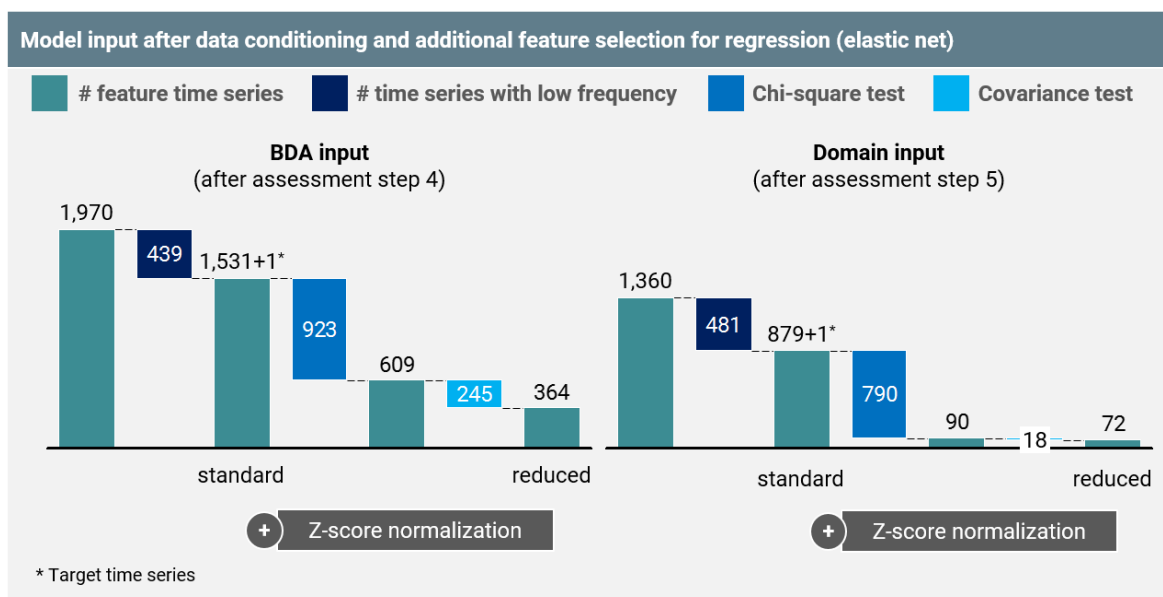 Model input after data conditioning and additional feature selection for regression (elastic net)
# feature time series
# time series with low frequency
Chi-square test
Covariance test
BDA input
(after assessment step 4)
1,970
439
1,531+1*
923
609
245
364
standard
reduced
+ Z-score normalization
Domain input
(after assessment step 5)
1,360
481
879+1*
790
90
18
72
standard
reduced
+ Z-score normalization
* Target time series